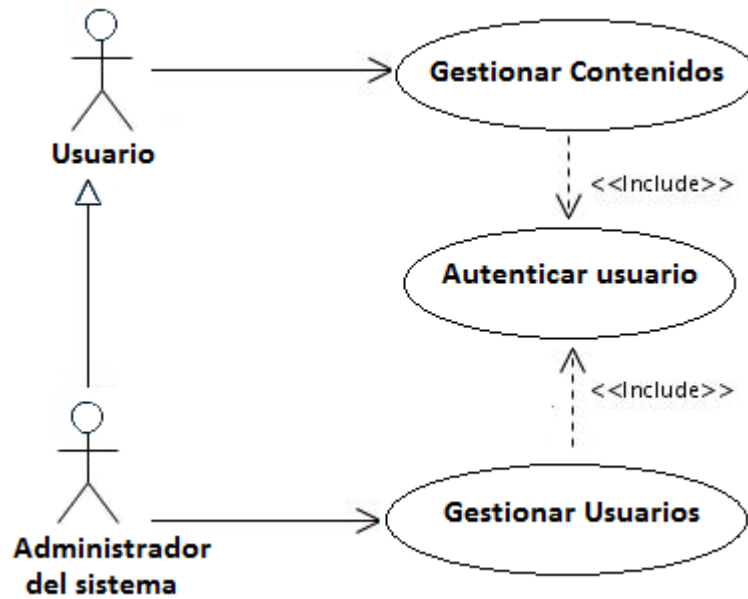 Gestionar Contenidos
Usuario
<<Include>>
Autenticar usuario
<<Include>>
Gestionar Usuarios
Administrador
del sistema